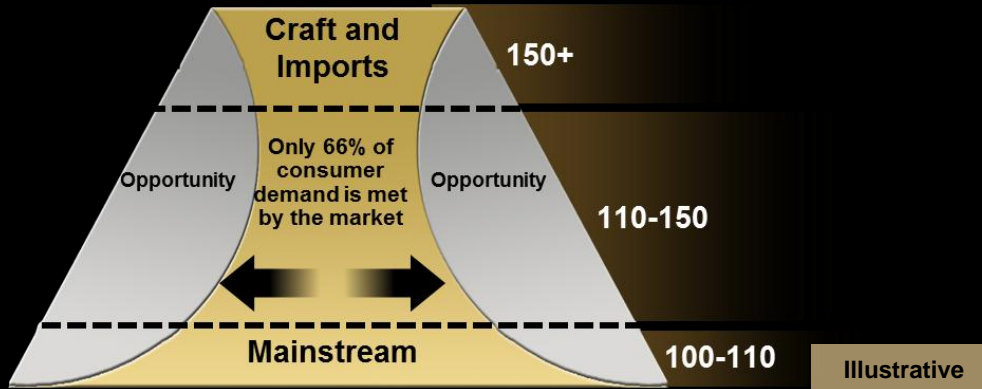 Craft and
Imports
150+
Only 66% of
consumer
demand is met
by the market
Opportunity
Opportunity
110-150
Mainstream
100-110
Illustrative